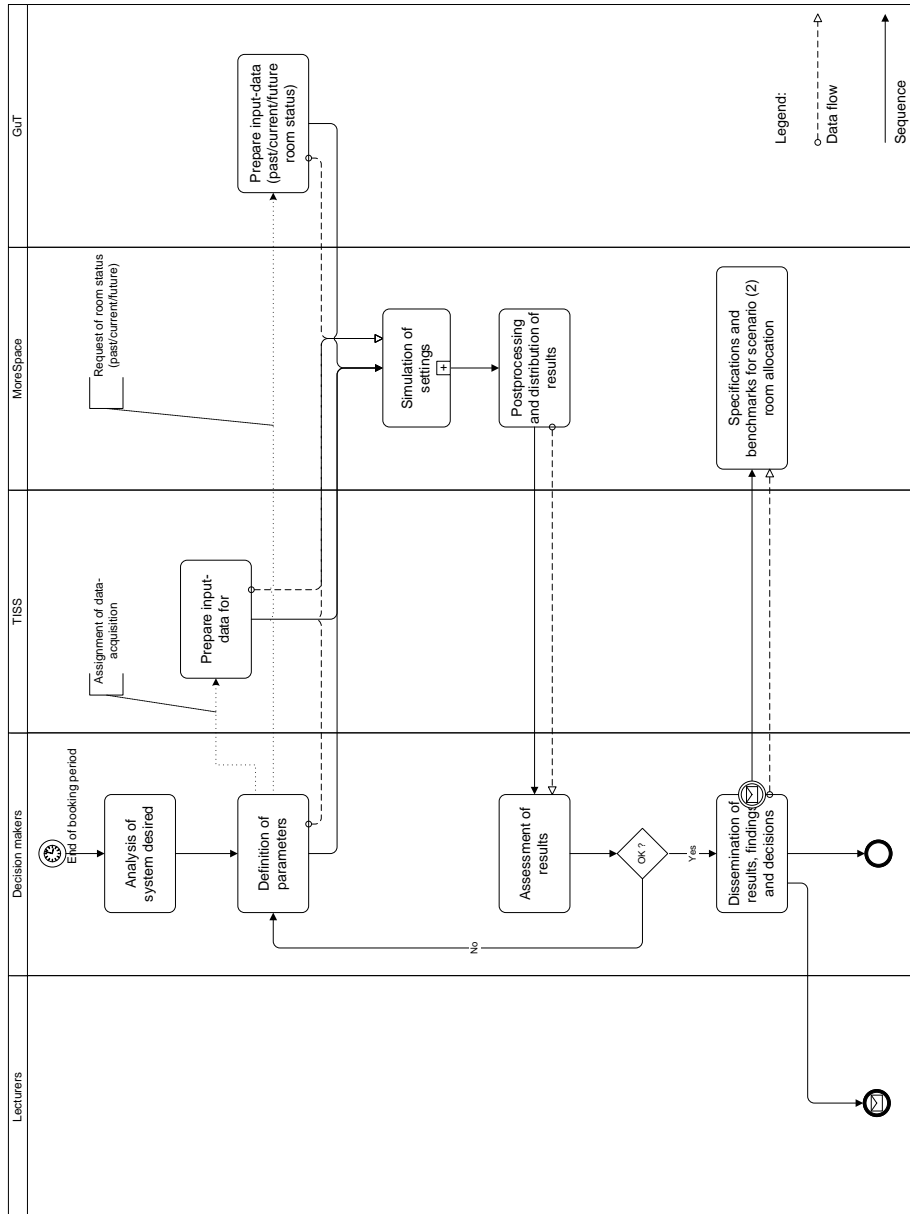 Lecturers
Decision makers
TISS
MoreSpace
GuT
End of booking period
Analysis of
system desired
Definition of
parameters
Assignment of data-
acquisition
Prepare input-
data for
Request of room status
(past/current/future)
Prepare input-data
(past/current/future
room status)
Simulation of
settings
+
Postprocessing
and distribution of
results
Assessment of
results
OK ?
No
Yes
Dissemination of
results, findings
and decisions
Specifications and
benchmarks for scenario (2)
room allocation
Legend:
Data flow
Sequence